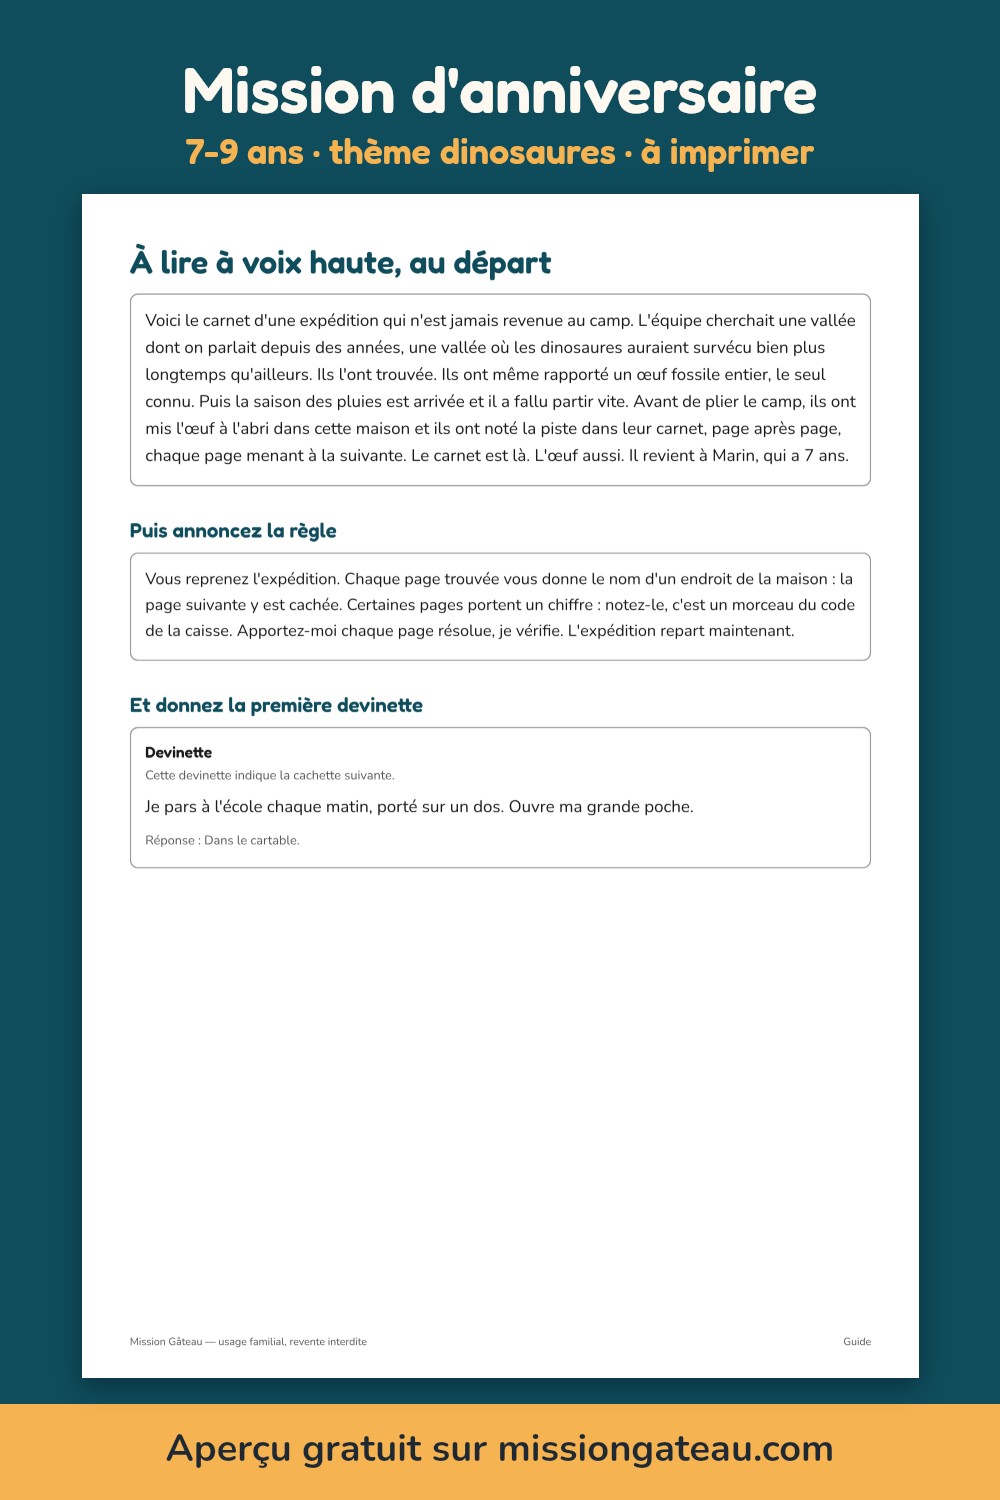 Mission d'anniversaire
7-9 ans · thème dinosaures · à imprimer
À lire à voix haute, au départ
Voici le carnet d'une expédition qui n'est jamais revenue au camp. L'équipe cherchait une vallée
dont on parlait depuis des années, une vallée où les dinosaures auraient survécu bien plus
longtemps qu'ailleurs. Ils l'ont trouvée. Ils ont même rapporté un œuf fossile entier, le seul
connu. Puis la saison des pluies est arrivée et il a fallu partir vite. Avant de plier le camp, ils ont
mis l'œuf à l'abri dans cette maison et ils ont noté la piste dans leur carnet, page après page,
chaque page menant à la suivante. Le carnet est là. L'œuf aussi. Il revient à Marin, qui a 7 ans.
Puis annoncez la règle
Vous reprenez l'expédition. Chaque page trouvée vous donne le nom d'un endroit de la maison : la
page suivante y est cachée. Certaines pages portent un chiffre : notez-le, c'est un morceau du code
de la caisse. Apportez-moi chaque page résolue, je vérifie. L'expédition repart maintenant.
Et donnez la première devinette
Devinette
Cette devinette indique la cachette suivante.
Je pars à l'école chaque matin, porté sur un dos. Ouvre ma grande poche.
Réponse : Dans le cartable.
Mission Gâteau — usage familial, revente interdite
Guide
Aperçu gratuit sur missiongateau.com